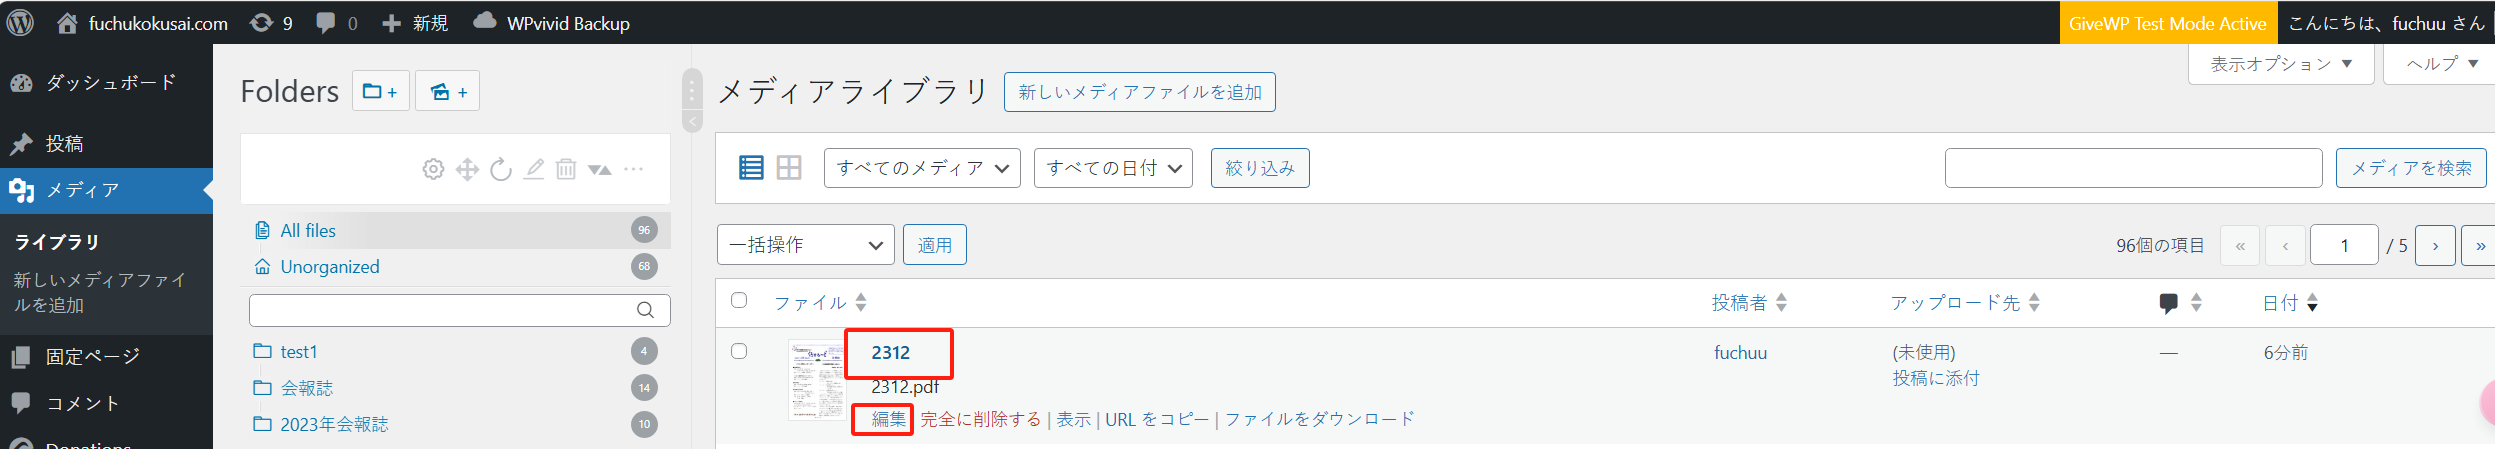 fuchukokusai.com 9 0 新規 WPvivid Backup GiveWP Test Mode Active こんにちは、fuchuu さん
ダッシュボード
投稿
メディア
ライブラリ
新しいメディアファイ
ルを追加
固定ページ
コメント
Donations
Folders + +
All files 96
Unorganized 68
test1 4
会報誌 14
2023年会報誌 10
表示オプション ▼ ヘルプ ▼
メディアライブラリ 新しいメディアファイルを追加
すべてのメディア すべての日付 絞り込み メディアを検索
一括操作 適用 96個の項目 « ‹ 1 / 5 › »
ファイル 投稿者 アップロード先 日付
2312 fuchuu (未使用) — 6分前
2312.pdf 投稿に添付
編集 完全に削除する | 表示 | URL をコピー | ファイルをダウンロード